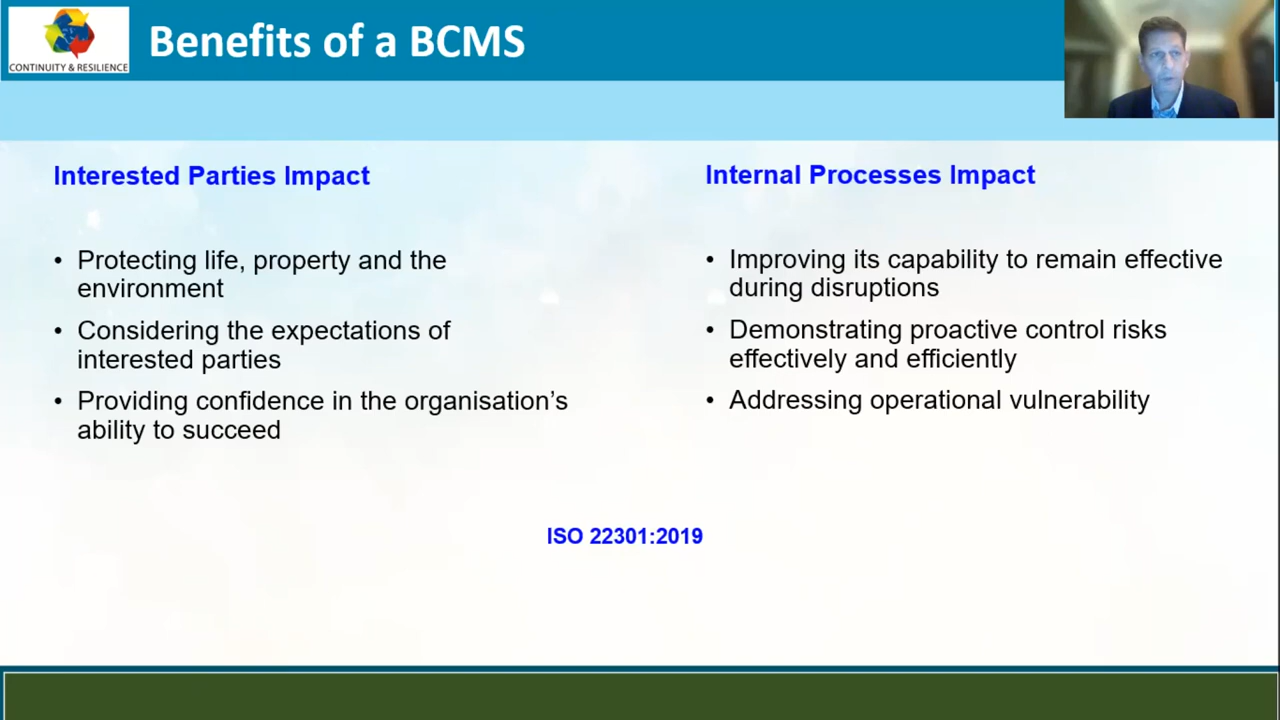 CONTINUITY & RESILIENCE
Benefits of a BCMS
Interested Parties Impact
• Protecting life, property and the
environment
• Considering the expectations of
interested parties
• Providing confidence in the organisation’s
ability to succeed
Internal Processes Impact
• Improving its capability to remain effective
during disruptions
• Demonstrating proactive control risks
effectively and efficiently
• Addressing operational vulnerability
ISO 22301:2019